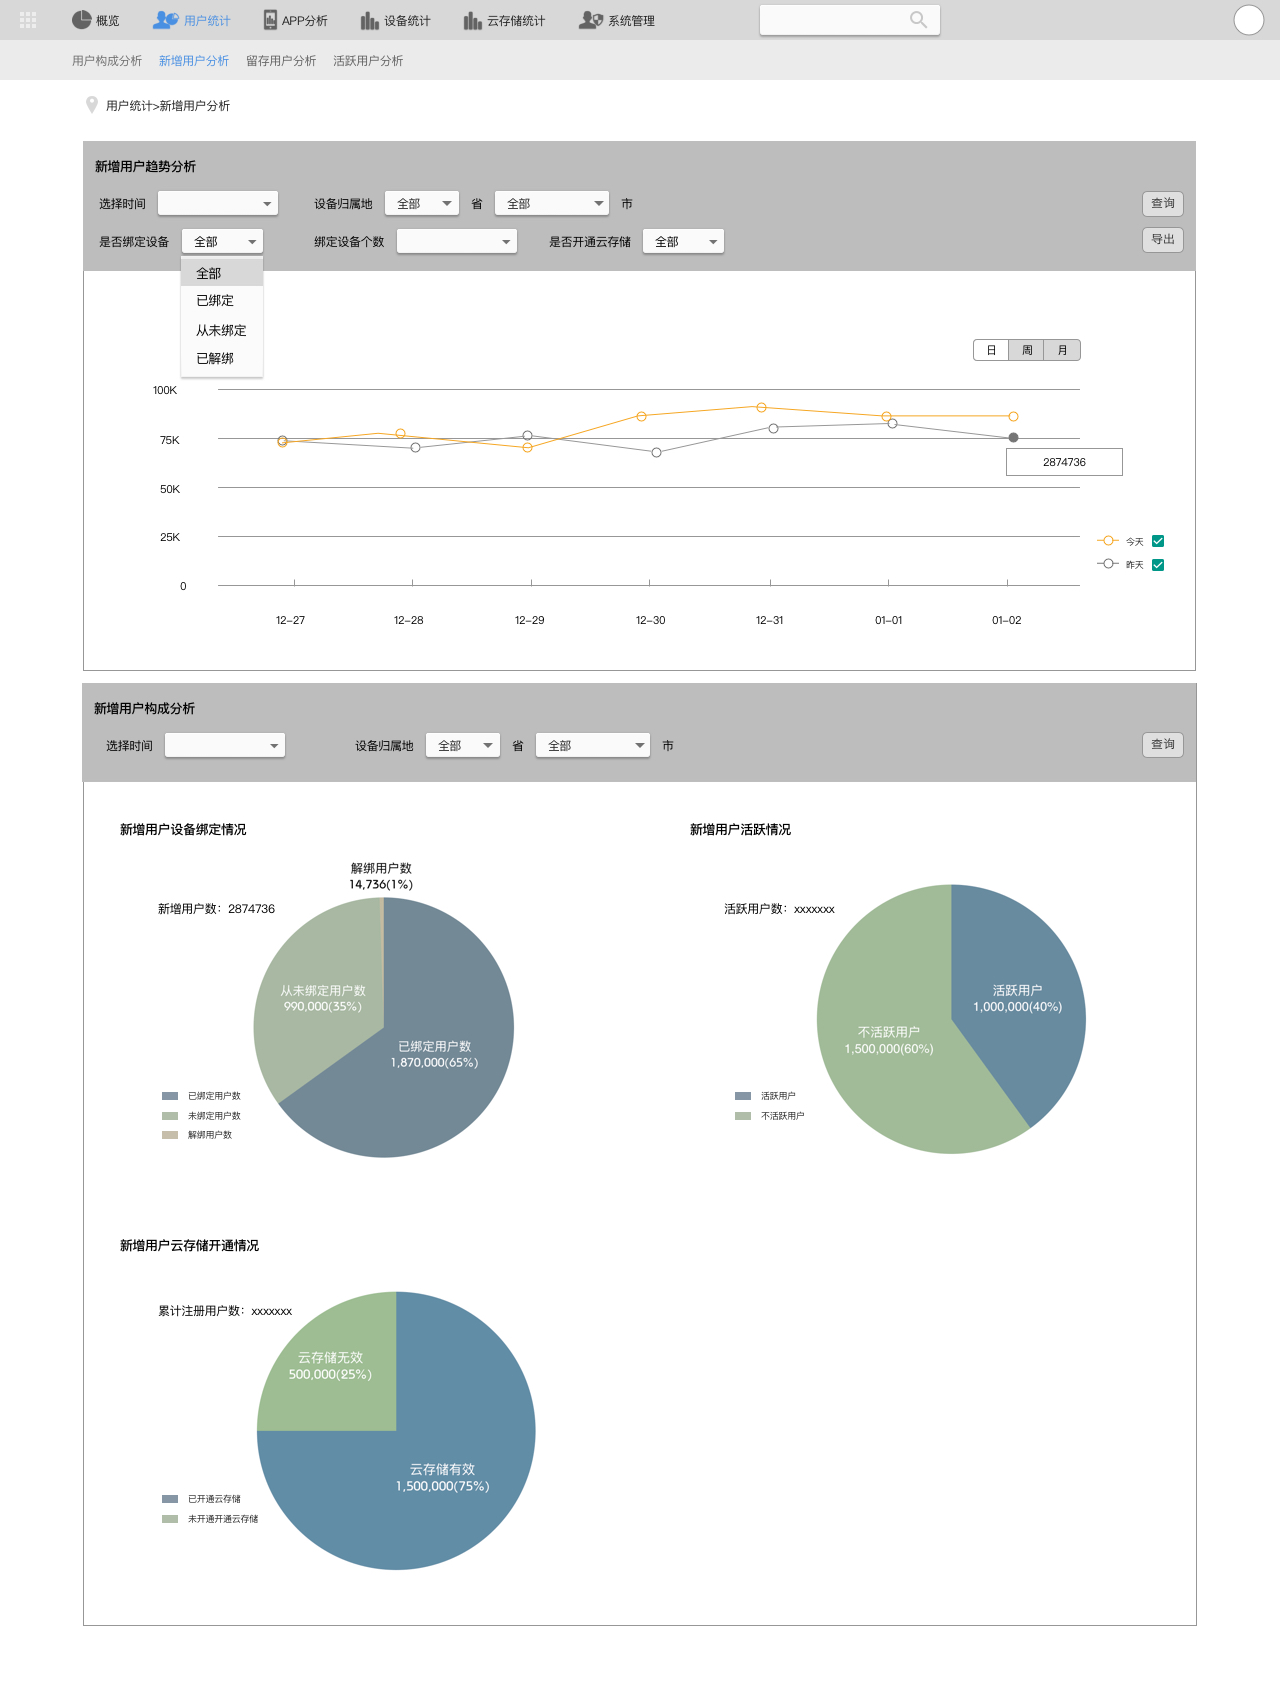 概览 用户统计 APP分析 设备统计 云存储统计 系统管理
用户构成分析 新增用户分析 留存用户分析 活跃用户分析
用户统计>新增用户分析
新增用户趋势分析
选择时间 设备归属地 全部 省 全部 市 查询
是否绑定设备 全部 绑定设备个数 是否开通云存储 全部 导出
全部
已绑定
从未绑定
已解绑
日 周 月
100K
75K
2874736
50K
25K
今天
昨天
0
12-27 12-28 12-29 12-30 12-31 01-01 01-02
新增用户构成分析
选择时间 设备归属地 全部 省 全部 市 查询
新增用户设备绑定情况
解绑用户数
14,736(1%)
新增用户数：2874736
从未绑定用户数
990,000(35%)
已绑定用户数
1,870,000(65%)
已绑定用户数
未绑定用户数
解绑用户数
新增用户活跃情况
活跃用户数：xxxxxxx
活跃用户
1,000,000(40%)
不活跃用户
1,500,000(60%)
活跃用户
不活跃用户
新增用户云存储开通情况
累计注册用户数：xxxxxxx
云存储无效
500,000(25%)
云存储有效
1,500,000(75%)
已开通云存储
未开通开通云存储